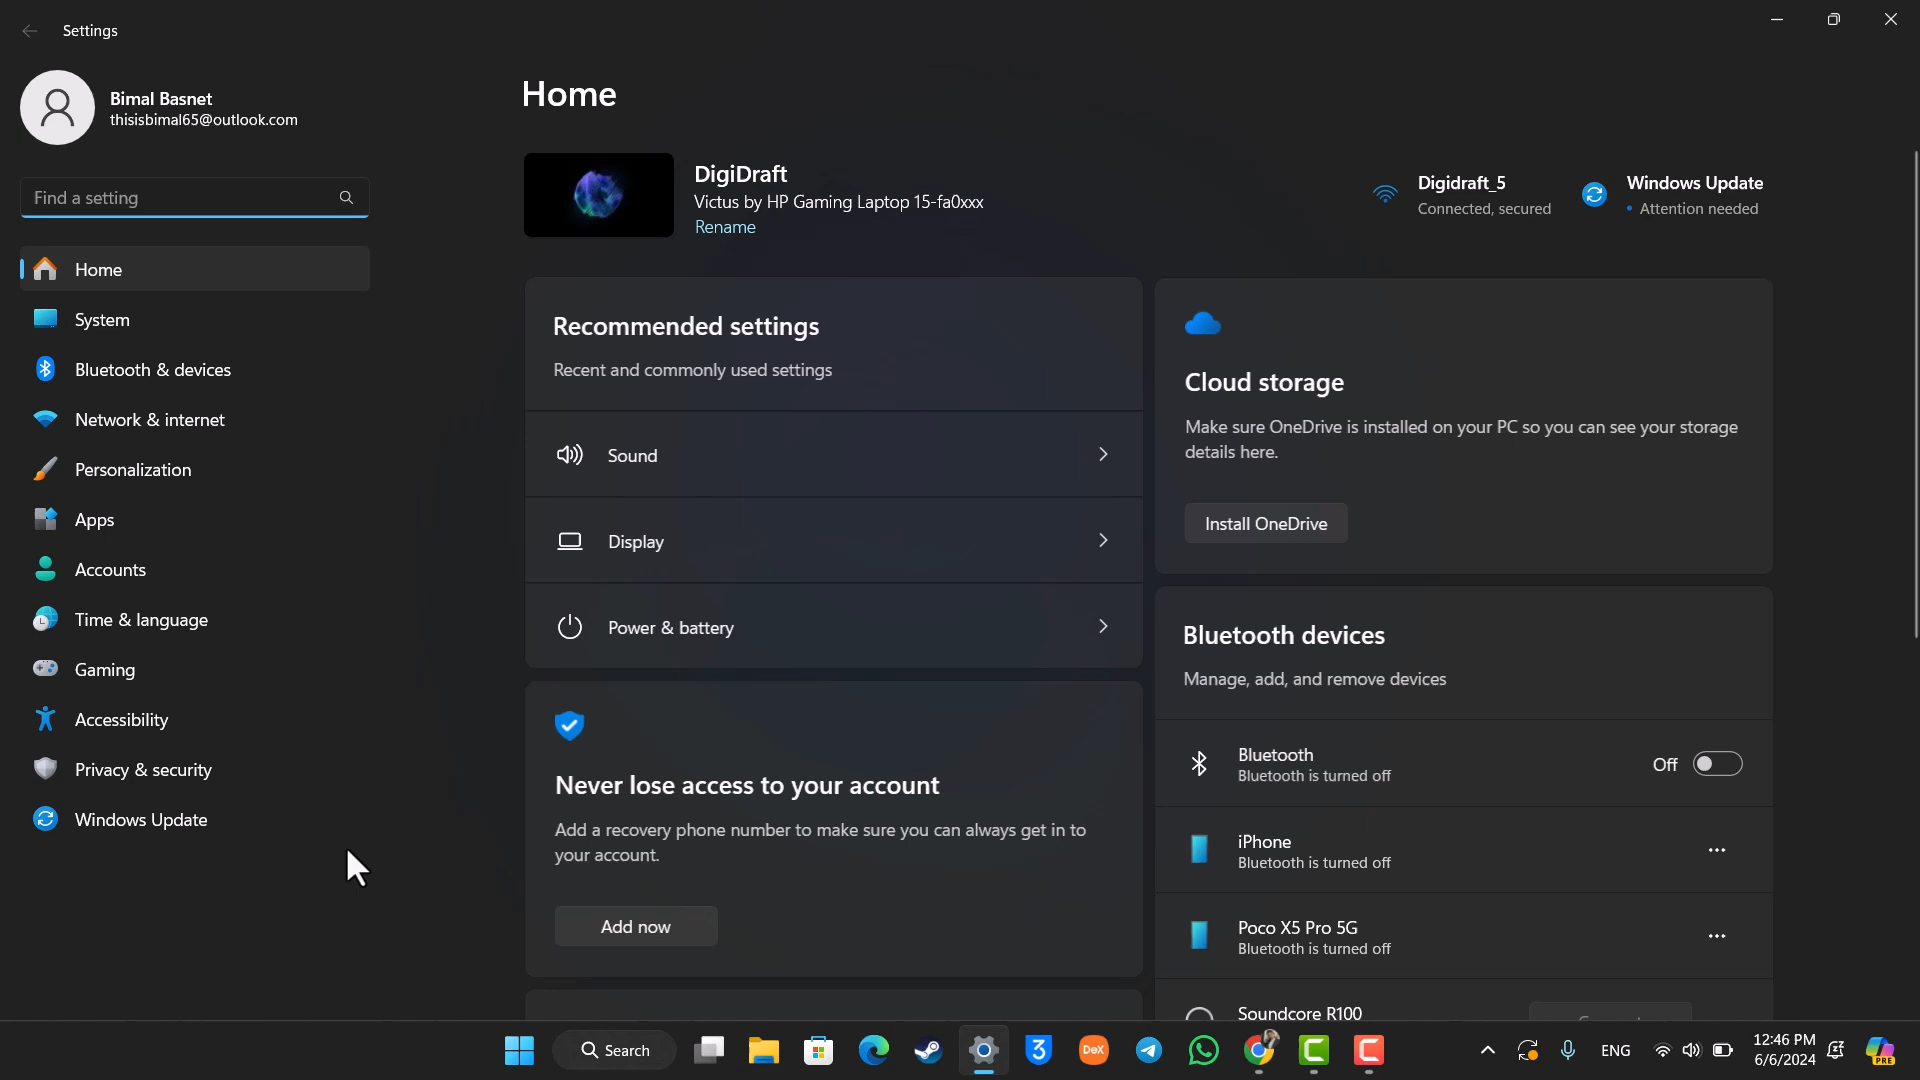 Settings
Bimal Basnet
thisisbimal65@outlook.com
Find a setting
Home
System
Bluetooth & devices
Network & internet
Personalization
Apps
Accounts
Time & language
Gaming
Accessibility
Privacy & security
Windows Update
Home
DigiDraft
Victus by HP Gaming Laptop 15-fa0xxx
Rename
Digidraft_5
Connected, secured
Windows Update
• Attention needed
Recommended settings
Recent and commonly used settings
Sound
Display
Power & battery
Never lose access to your account
Add a recovery phone number to make sure you can always get in to
your account.
Add now
Cloud storage
Make sure OneDrive is installed on your PC so you can see your storage
details here.
Install OneDrive
Bluetooth devices
Manage, add, and remove devices
Bluetooth
Bluetooth is turned off
Off
iPhone
Bluetooth is turned off
Poco X5 Pro 5G
Bluetooth is turned off
Soundcore R100
Search
3
DeX
ENG
12:46 PM
6/6/2024
PRE